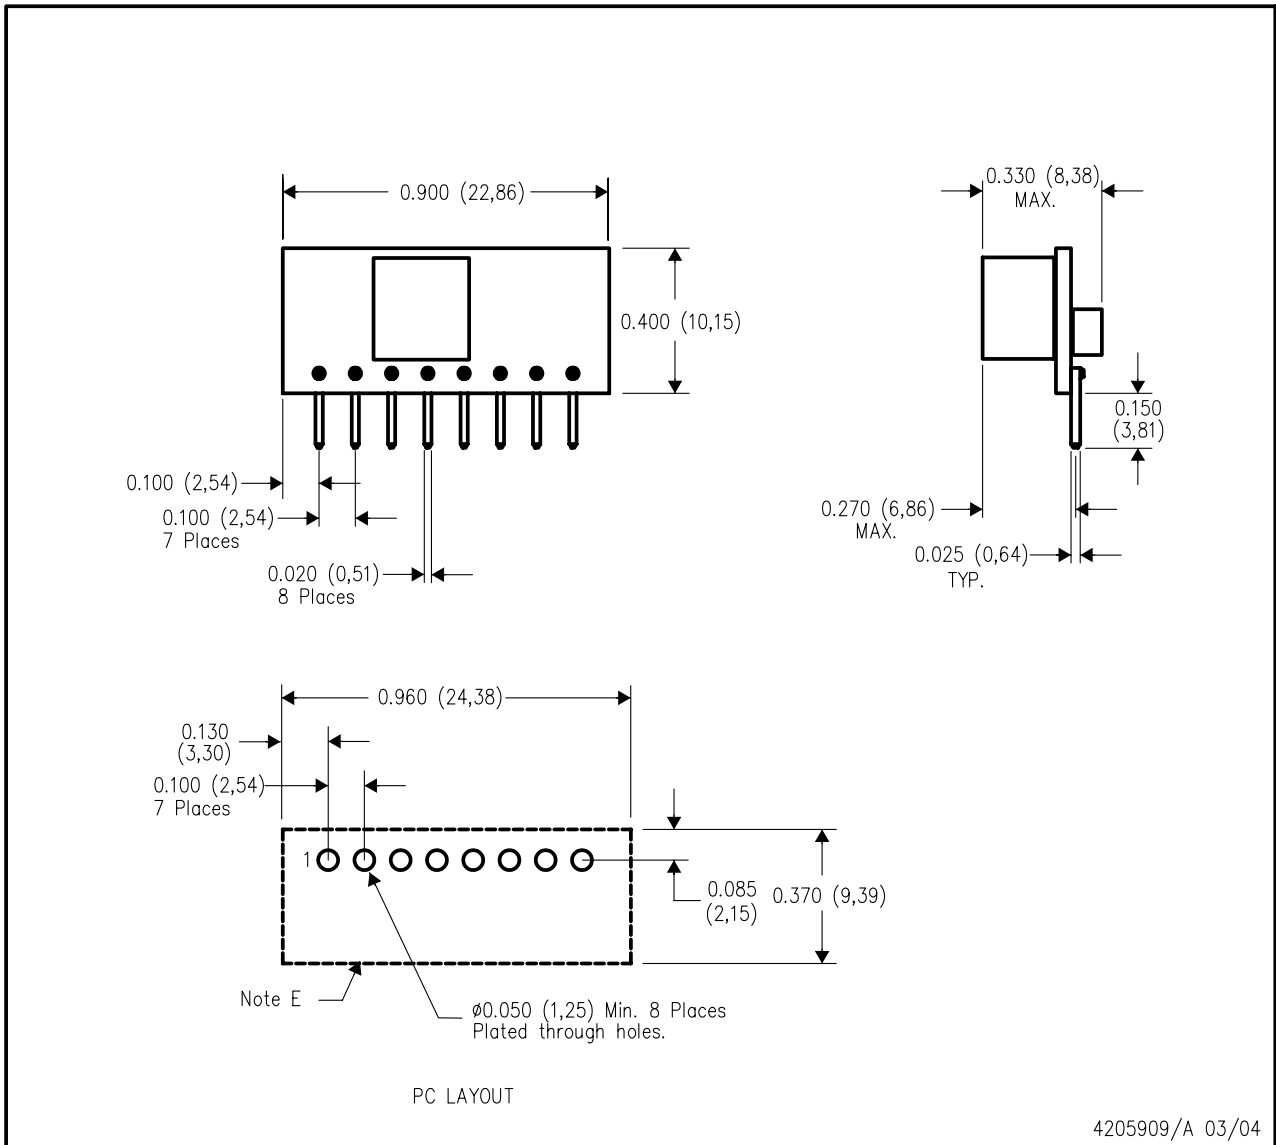 0.900 (22,86)
0.330 (8,38)
MAX.
0.400 (10,15)
0.150
(3,81)
0.100 (2,54)
0.100 (2,54)
7 Places
0.020 (0,51)
8 Places
0.270 (6,86)
MAX.
0.025 (0,64)
TYP.
0.960 (24,38)
0.130
(3,30)
0.100 (2,54)
7 Places
1
0.085
(2,15)
0.370 (9,39)
Note E
ø0.050 (1,25) Min. 8 Places
Plated through holes.
PC LAYOUT
4205909/A 03/04